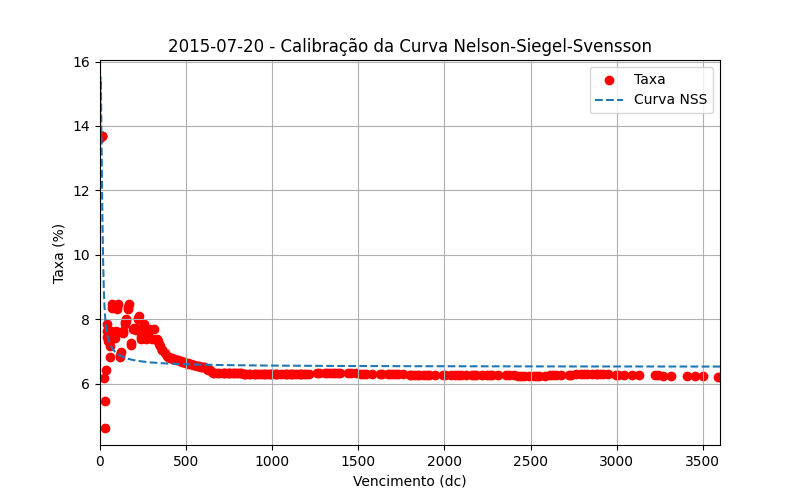 2015-07-20 - Calibração da Curva Nelson-Siegel-Svensson
Taxa
Curva NSS
Taxa (%)
16
14
12
10
8
6
0 500 1000 1500 2000 2500 3000 3500
Vencimento (dc)